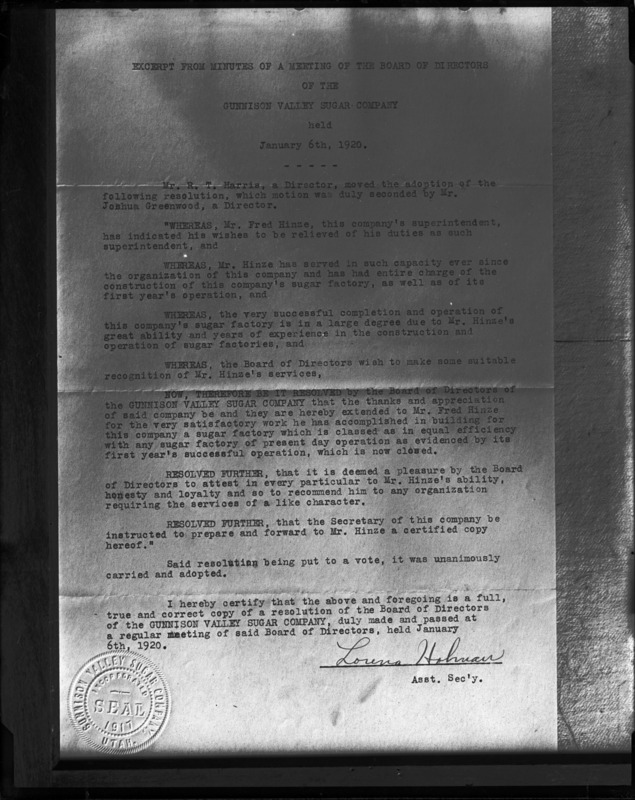 EXCERPT FROM MINUTES OF A MEETING OF THE BOARD OF DIRECTORS
OF THE
GUNNISON VALLEY SUGAR COMPANY
held
January 6th, 1920.
- - - - -
Mr. R. T. Harris, a Director, moved the adoption of the
following resolution, which motion was duly seconded by Mr.
Joshua Greenwood, a Director.
"WHEREAS, Mr. Fred Hinze, this company's superintendent,
has indicated his wishes to be relieved of his duties as such
superintendent, and
WHEREAS, Mr. Hinze has served in such capacity ever since
the organization of this company and has had entire charge of the
construction of this company's sugar factory, as well as of its
first year's operation, and
WHEREAS, the very successful completion and operation of
this company's sugar factory is in a large degree due to Mr. Hinze's
great ability and years of experience in the construction and
operation of sugar factories, and
WHEREAS, the Board of Directors wish to make some suitable
recognition of Mr. Hinze's services,
NOW, THEREFORE BE IT RESOLVED by the Board of Directors of
the GUNNISON VALLEY SUGAR COMPANY that the thanks and appreciation
of said company be and they are hereby extended to Mr. Fred Hinze
for the very satisfactory work he has accomplished in building for
this company a sugar factory which is classed as in equal efficiency
with any sugar factory of present day operation as evidenced by its
first year's successful operation, which is now closed.
RESOLVED FURTHER, that it is deemed a pleasure by the Board
of Directors to attest in every particular to Mr. Hinze's ability,
honesty and loyalty and so to recommend him to any organization
requiring the services of a like character.
RESOLVED FURTHER, that the Secretary of this company be
instructed to prepare and forward to Mr. Hinze a certified copy
hereof."
Said resolution being put to a vote, it was unanimously
carried and adopted.
I hereby certify that the above and foregoing is a full,
true and correct copy of a resolution of the Board of Directors
of the GUNNISON VALLEY SUGAR COMPANY, duly made and passed at
a regular meeting of said Board of Directors, held January
6th, 1920.
Lorena Holman
Asst. Sec'y.
GUNNISON VALLEY SUGAR COMPANY
INCORPORATED
SEAL
1917
UTAH.